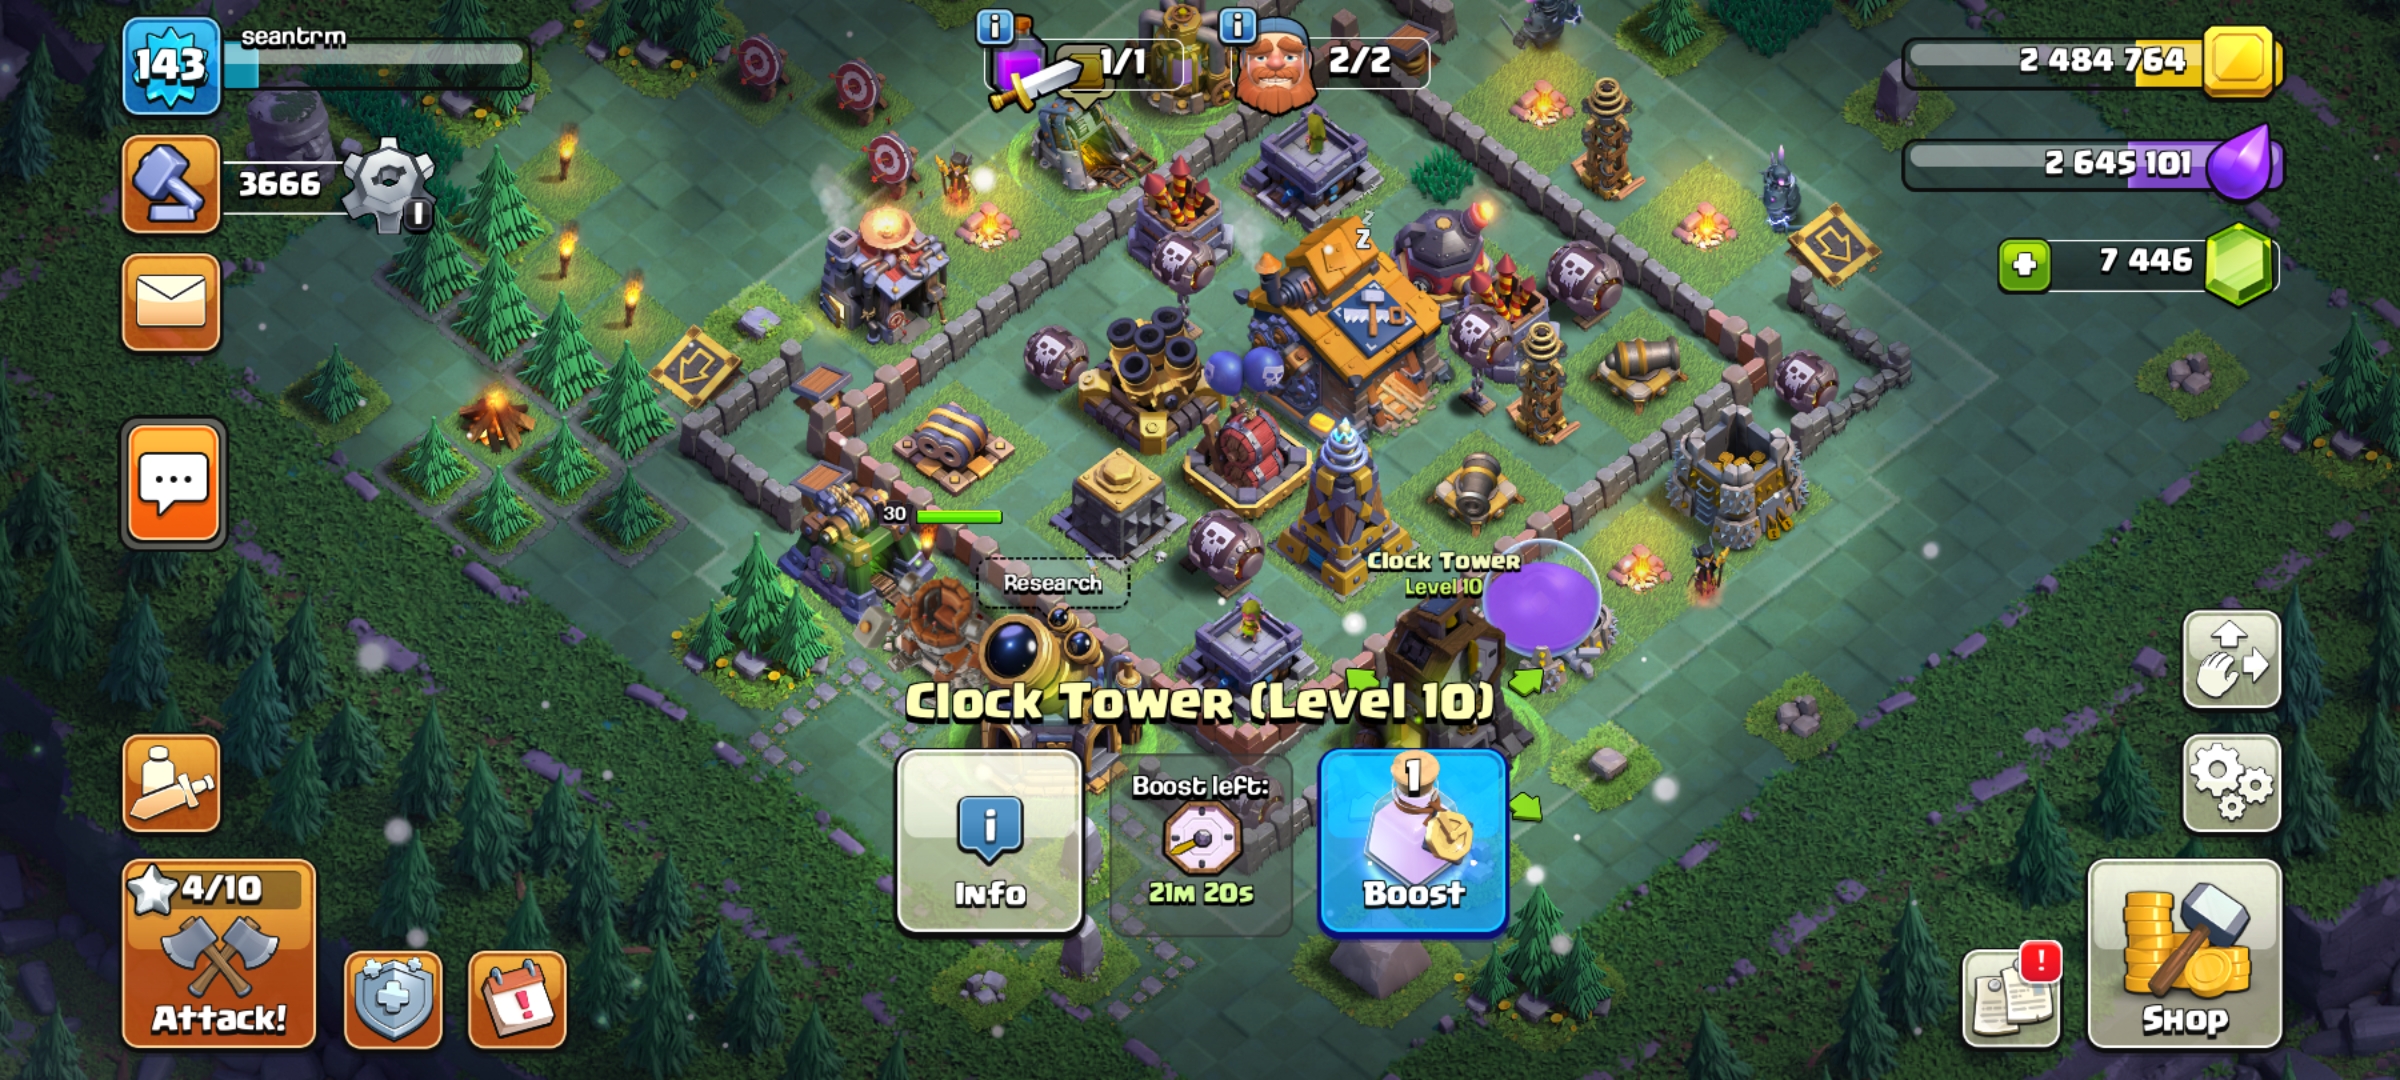 143
seantrm
1/1
2/2
2 484 764
3666
I
2 645 101
7 446
z
z
30
Research
Clock Tower
Level 10
Clock Tower (Level 10)
Info
Boost left:
21M 20s
1
Boost
4/10
Attack!
!
!
Shop